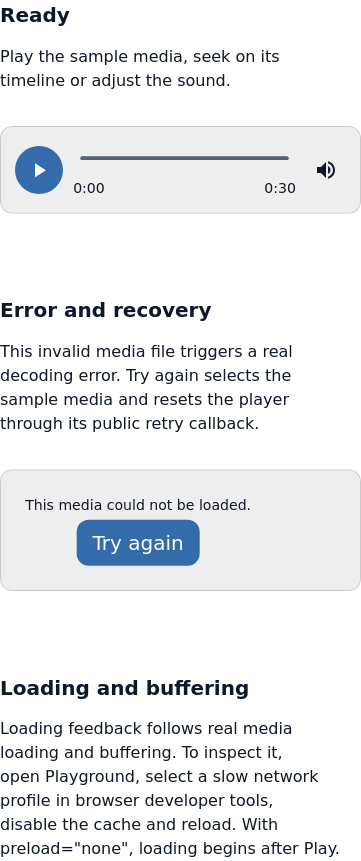 Ready
Play the sample media, seek on its
timeline or adjust the sound.
0:00
0:30
Error and recovery
This invalid media file triggers a real
decoding error. Try again selects the
sample media and resets the player
through its public retry callback.
This media could not be loaded.
Try again
Loading and buffering
Loading feedback follows real media
loading and buffering. To inspect it,
open Playground, select a slow network
profile in browser developer tools,
disable the cache and reload. With
preload="none", loading begins after Play.